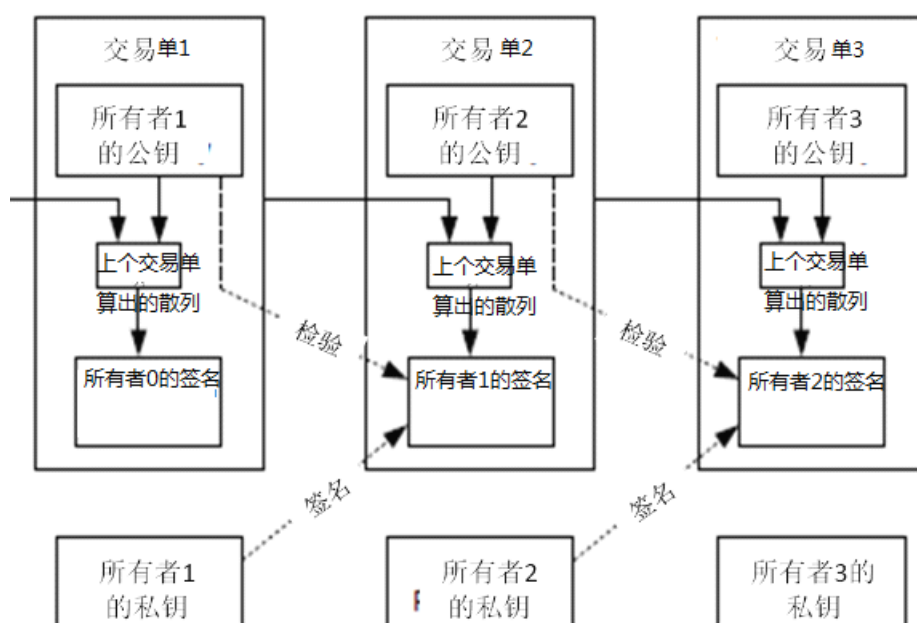 交易单1
交易单2
交易单3
所有者1
的公钥
所有者2
的公钥
所有者3
的公钥
上个交易单
算出的散列
上个交易单
算出的散列
上个交易单
算出的散列
检验
检验
所有者0的签名
所有者1的签名
所有者2的签名
签名
签名
所有者1
的私钥
所有者2
的私钥
所有者3的
私钥